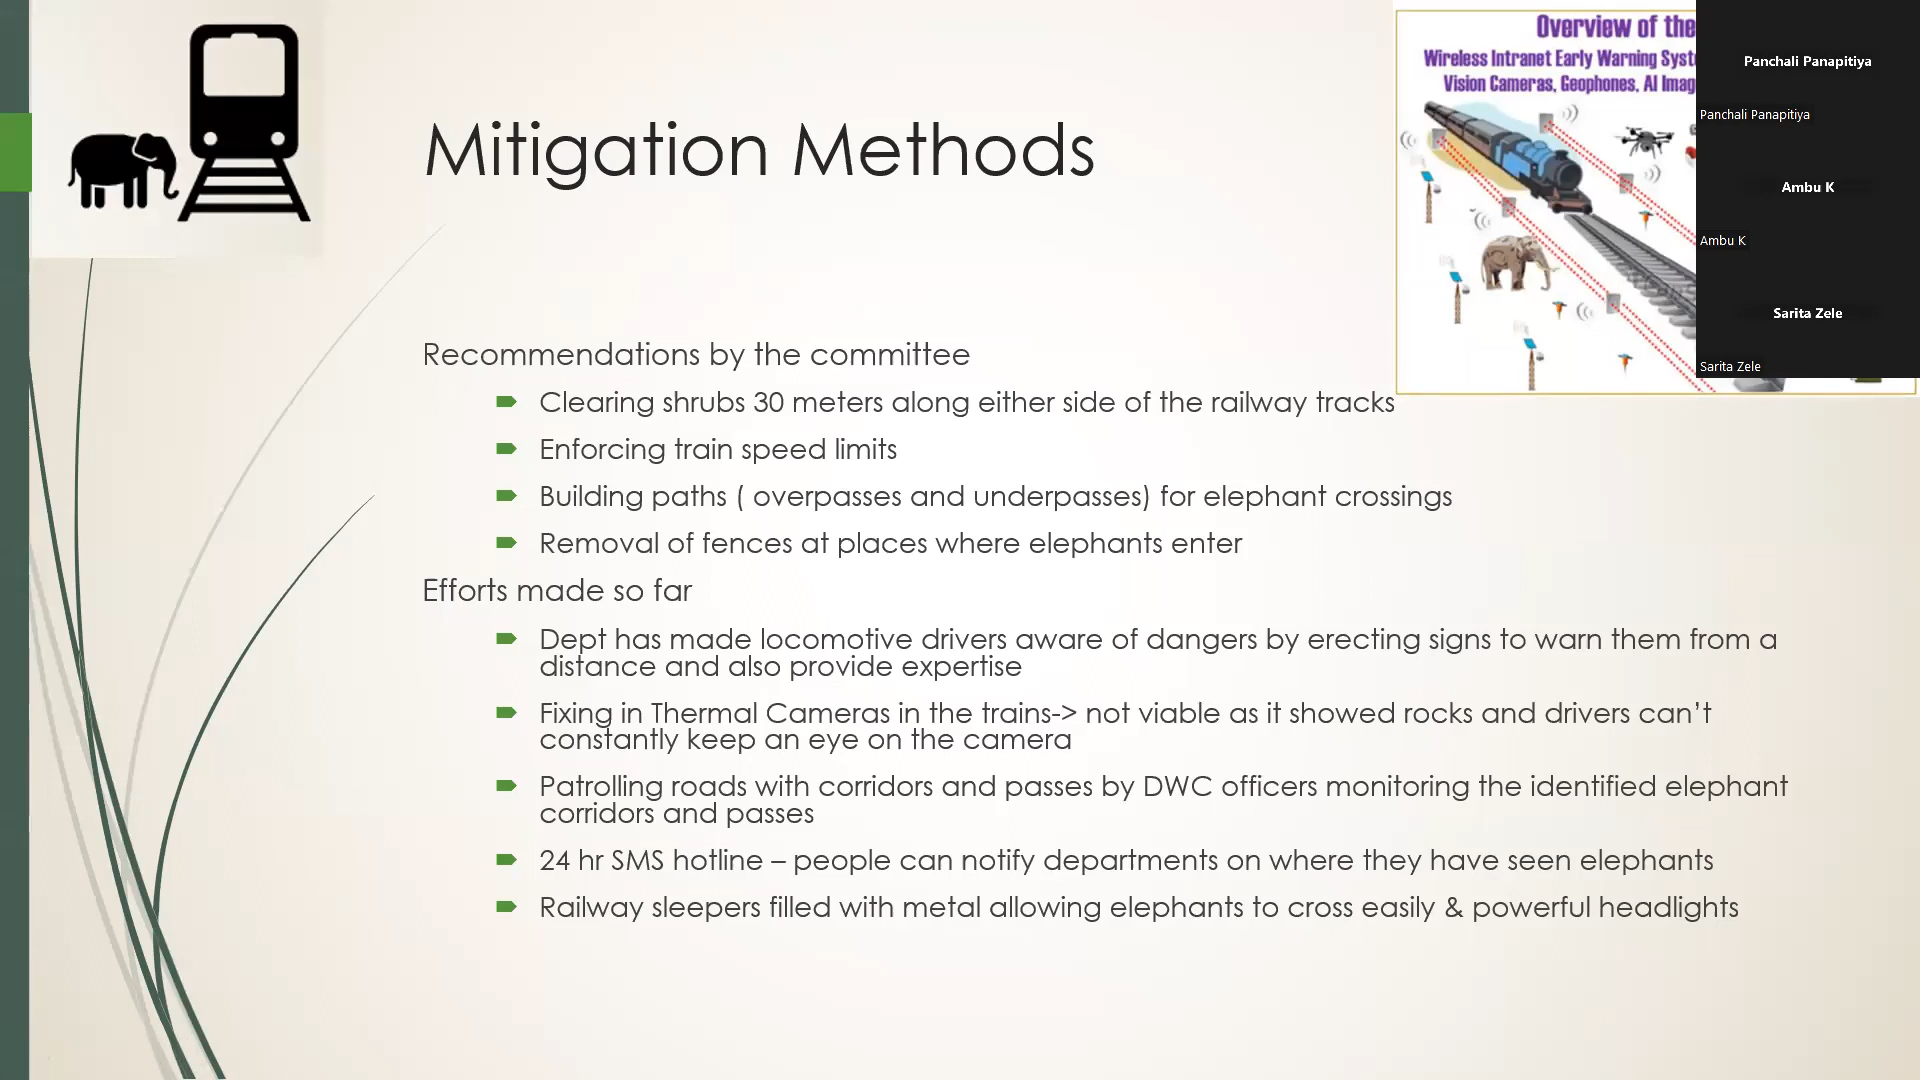 Overview of the
Wireless Intranet Early Warning Syst
Vision Cameras, Geophones, AI Imag
Panchali Panapitiya
Panchali Panapitiya
Ambu K
Ambu K
Sarita Zele
Sarita Zele
Mitigation Methods
Recommendations by the committee
Clearing shrubs 30 meters along either side of the railway tracks
Enforcing train speed limits
Building paths ( overpasses and underpasses) for elephant crossings
Removal of fences at places where elephants enter
Efforts made so far
Dept has made locomotive drivers aware of dangers by erecting signs to warn them from a
distance and also provide expertise
Fixing in Thermal Cameras in the trains-> not viable as it showed rocks and drivers can’t
constantly keep an eye on the camera
Patrolling roads with corridors and passes by DWC officers monitoring the identified elephant
corridors and passes
24 hr SMS hotline – people can notify departments on where they have seen elephants
Railway sleepers filled with metal allowing elephants to cross easily & powerful headlights